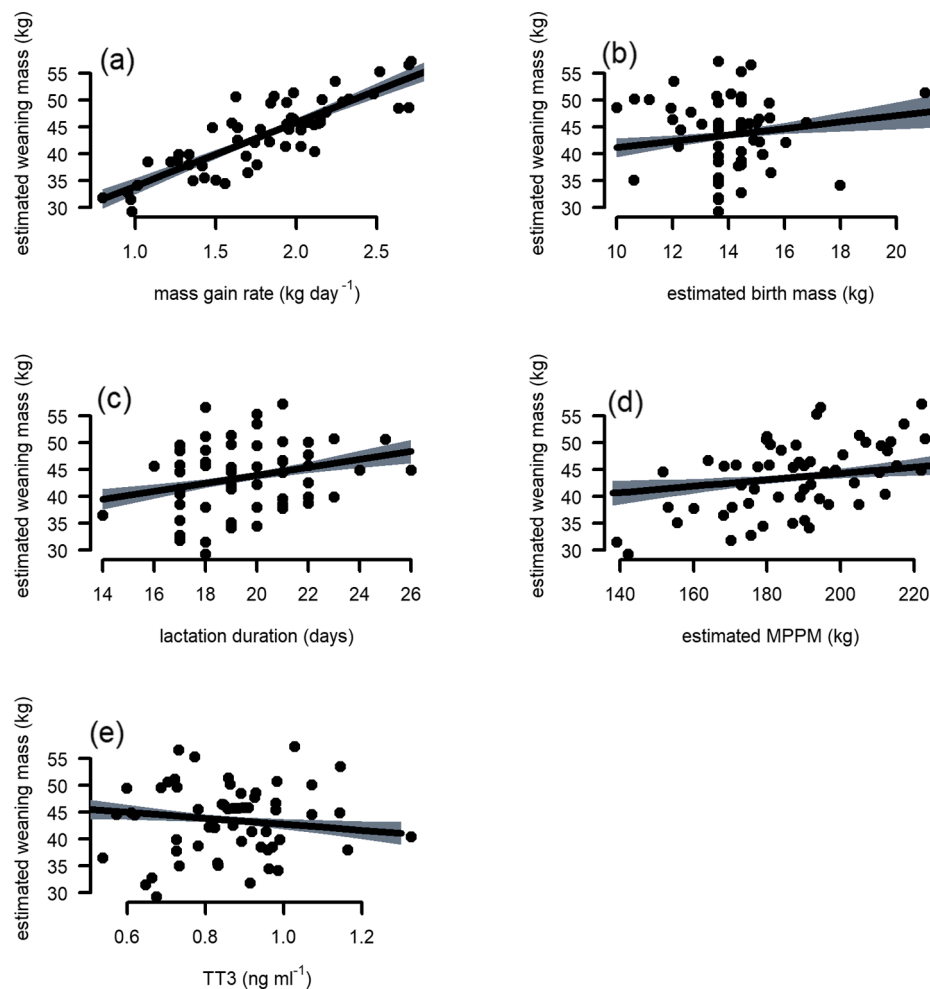 (a)
estimated weaning mass (kg)
55
50
45
40
35
30
1.0 1.5 2.0 2.5
mass gain rate (kg day⁻¹)
(b)
estimated weaning mass (kg)
55
50
45
40
35
30
10 12 14 16 18 20
estimated birth mass (kg)
(c)
estimated weaning mass (kg)
55
50
45
40
35
30
14 16 18 20 22 24 26
lactation duration (days)
(d)
estimated weaning mass (kg)
55
50
45
40
35
30
140 160 180 200 220
estimated MPPM (kg)
(e)
estimated weaning mass (kg)
55
50
45
40
35
30
0.6 0.8 1.0 1.2
TT3 (ng ml⁻¹)